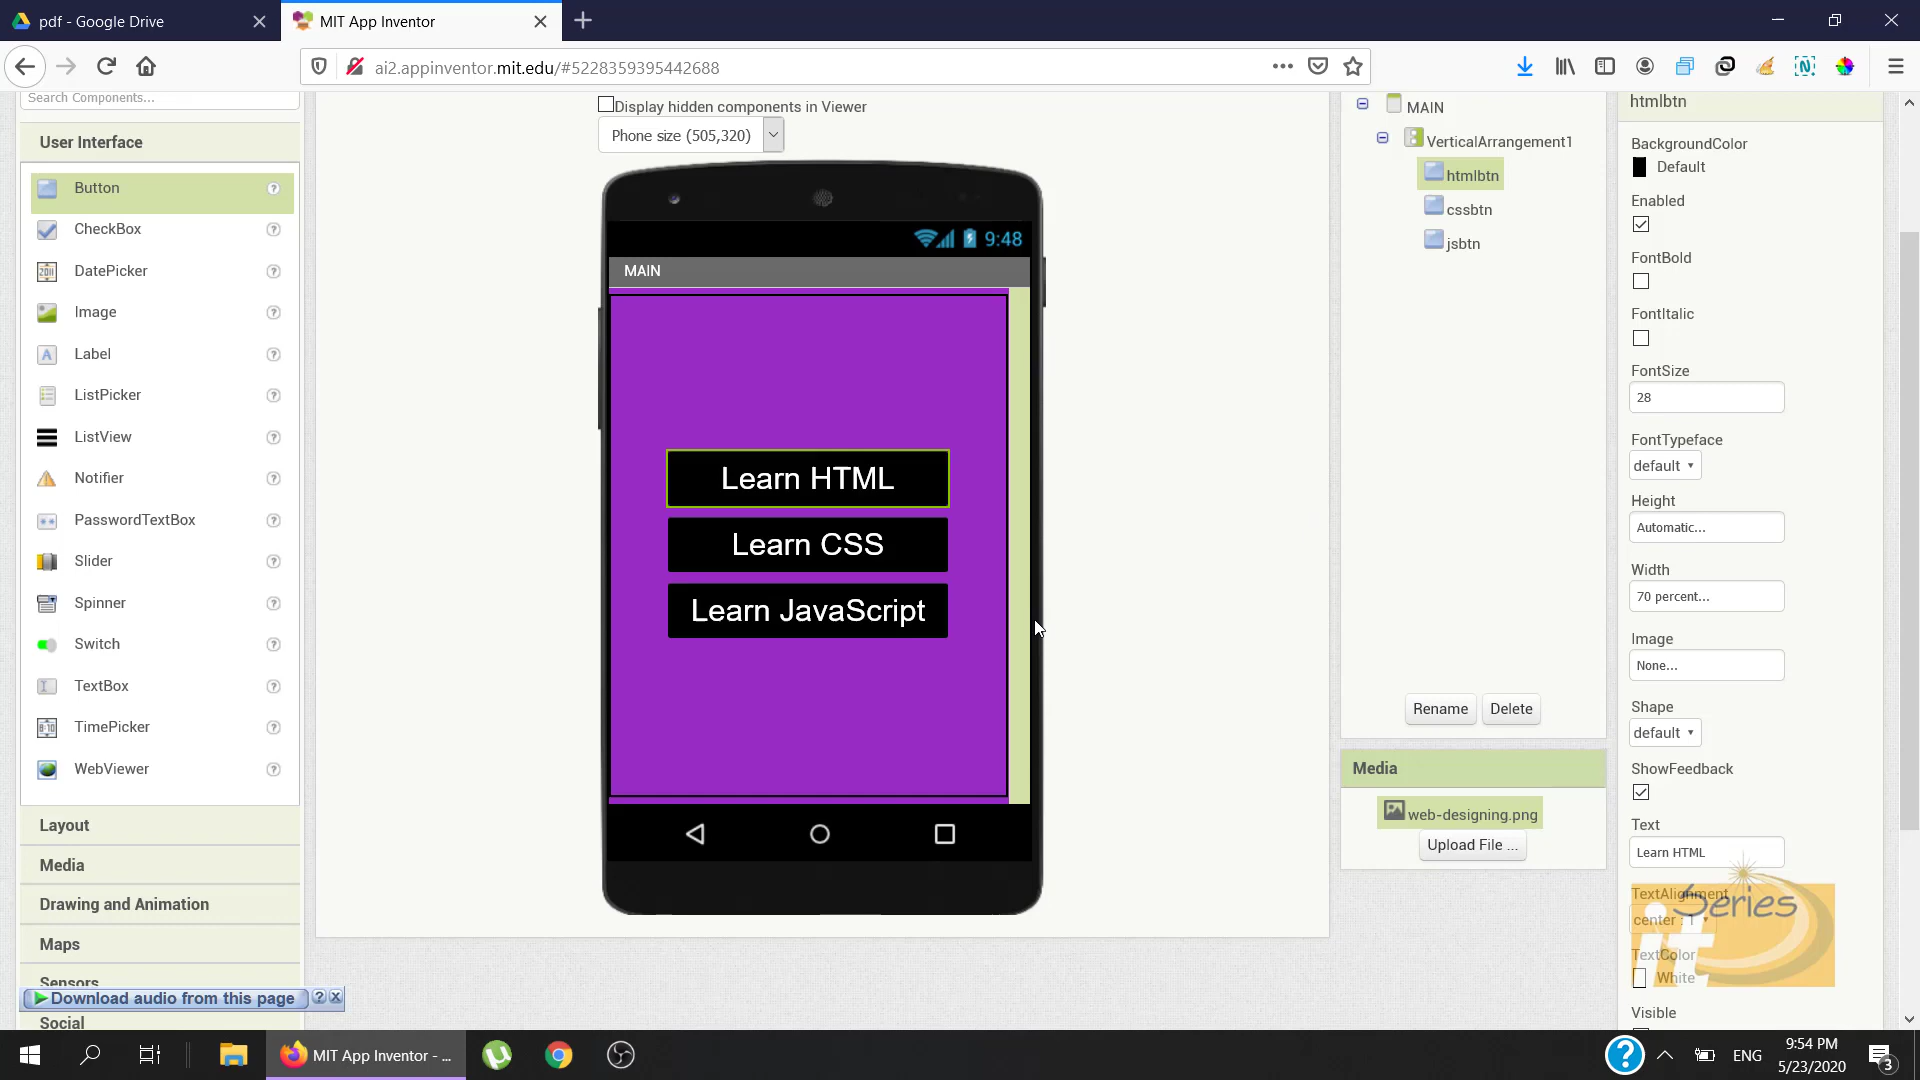 pdf - Google Drive
MIT App Inventor
ai2.appinventor.mit.edu/#5228359395442688
Search Components...
User Interface
Button
CheckBox
DatePicker
Image
Label
ListPicker
ListView
Notifier
PasswordTextBox
Slider
Spinner
Switch
TextBox
TimePicker
WebViewer
Layout
Media
Drawing and Animation
Maps
Sensors
Download audio from this page
Social
Display hidden components in Viewer
Phone size (505,320)
9:48
MAIN
Learn HTML
Learn CSS
Learn JavaScript
MAIN
VerticalArrangement1
htmlbtn
cssbtn
jsbtn
Rename
Delete
Media
web-designing.png
Upload File ...
htmlbtn
BackgroundColor
Default
Enabled
FontBold
FontItalic
FontSize
28
FontTypeface
default
Height
Automatic...
Width
70 percent...
Image
None...
Shape
default
ShowFeedback
Text
Learn HTML
TextAlignment
center : 1
TextColor
White
Visible
it Series
MIT App Inventor - ...
ENG
9:54 PM
5/23/2020
3